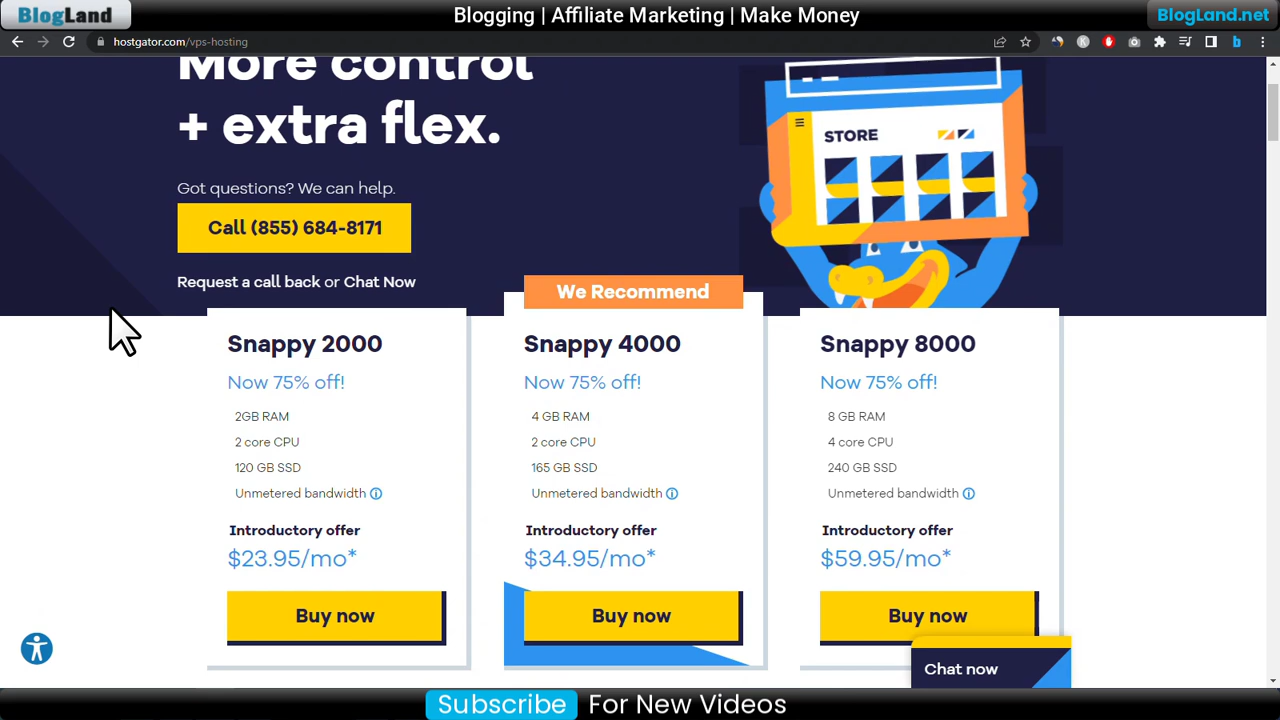 BlogLand
Blogging | Affiliate Marketing | Make Money
BlogLand.net
hostgator.com/vps-hosting
More control
+ extra flex.
STORE
Got questions? We can help.
Call (855) 684-8171
Request a call back or Chat Now
We Recommend
Snappy 2000
Now 75% off!
2GB RAM
2 core CPU
120 GB SSD
Unmetered bandwidth
Introductory offer
$23.95/mo*
Buy now
Snappy 4000
Now 75% off!
4 GB RAM
2 core CPU
165 GB SSD
Unmetered bandwidth
Introductory offer
$34.95/mo*
Buy now
Snappy 8000
Now 75% off!
8 GB RAM
4 core CPU
240 GB SSD
Unmetered bandwidth
Introductory offer
$59.95/mo*
Buy now
Chat now
Subscribe For New Videos